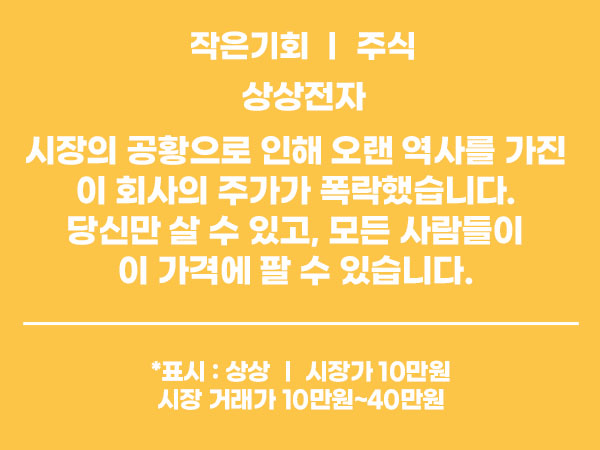 작은기회 ㅣ 주식
상상전자
시장의 공황으로 인해 오랜 역사를 가진
이 회사의 주가가 폭락했습니다.
당신만 살 수 있고, 모든 사람들이
이 가격에 팔 수 있습니다.
*표시 : 상상 ㅣ 시장가 10만원
시장 거래가 10만원~40만원